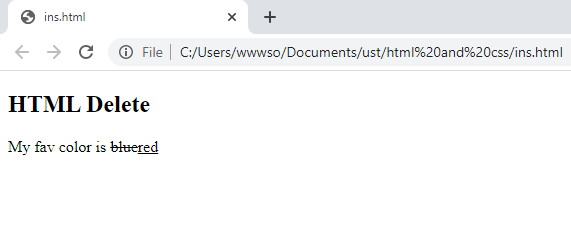 ins.html
File C:/Users/wwwso/Documents/ust/html%20and%20css/ins.html
HTML Delete
My fav color is bluered